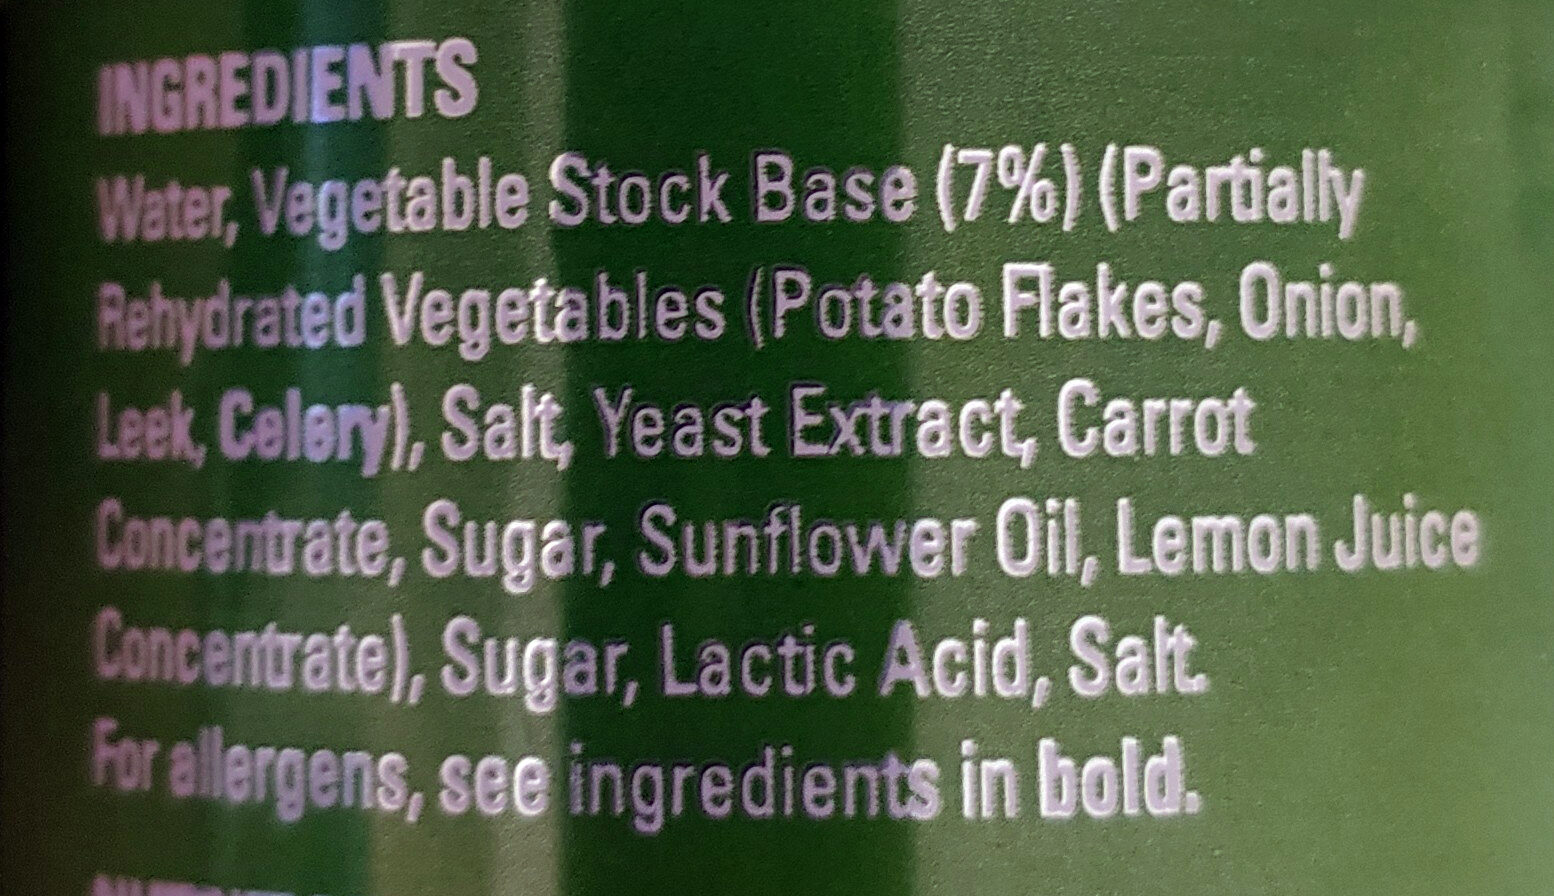 INGREDIENTS
Water, Vegetable Stock Base (7%) (Partially
Rehydrated Vegetables (Potato Flakes, Onion,
Leek, Celery), Salt, Yeast Extract, Carrot
Concentrate, Sugar, Sunflower Oil, Lemon Juice
Concentrate), Sugar, Lactic Acid, Salt.
For allergens, see ingredients in bold.